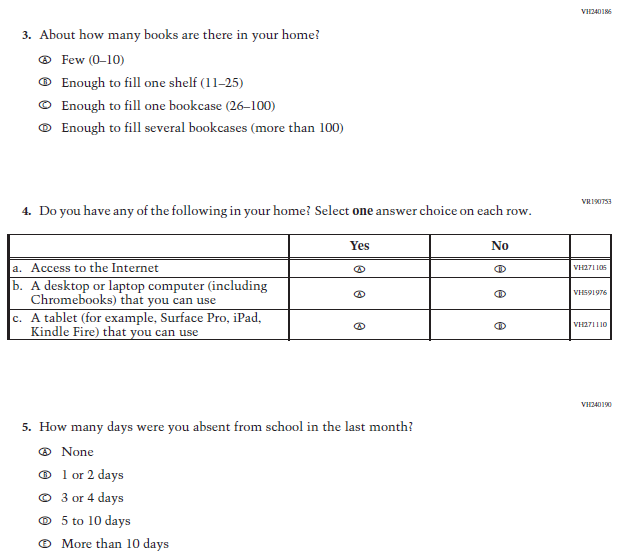 VH240186
3. About how many books are there in your home?
Ⓐ Few (0–10)
Ⓑ Enough to fill one shelf (11–25)
Ⓒ Enough to fill one bookcase (26–100)
Ⓓ Enough to fill several bookcases (more than 100)
VR190753
4. Do you have any of the following in your home? Select one answer choice on each row.
Yes No
a. Access to the Internet Ⓐ Ⓑ VH271105
b. A desktop or laptop computer (including
Chromebooks) that you can use Ⓐ Ⓑ VH591976
c. A tablet (for example, Surface Pro, iPad,
Kindle Fire) that you can use Ⓐ Ⓑ VH271110
VH240190
5. How many days were you absent from school in the last month?
Ⓐ None
Ⓑ 1 or 2 days
Ⓒ 3 or 4 days
Ⓓ 5 to 10 days
Ⓔ More than 10 days